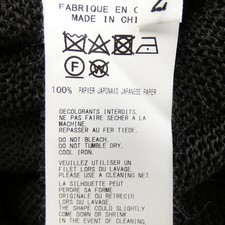 FABRIQUE EN C
MADE IN CHI
100% PAPIER JAPONAIS JAPANESE PAPER
DECOLORANTS INTERDITS.
NE PAS FAIRE SECHER A LA
MACHINE.
REPASSER AU FER TIEDE.
DO NOT BLEACH.
DO NOT TUMBLE DRY.
COOL IRON.
VEUILLEZ UTILISER UN
FILET LORS DU LAVAGE.
PLEASE USE A CLEANING NET.
LA SILHOUETTE PEUT
PERDRE SA FORME
ORIGINALE OU RETRECIR
LORS DU LAVAGE.
THE SHAPE COULD SLIGHTLY
COME DOWN OR SHRINK
IN THE EVENT OF CLEANING